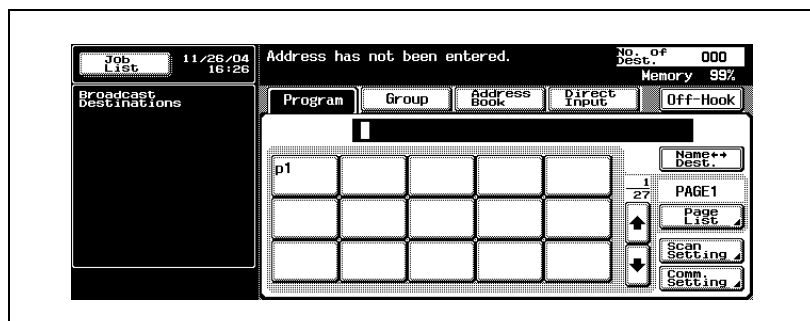 Job List
11/26/04
16:26
Address has not been entered.
No. of Dest.
000
Memory 99%
Broadcast
Destinations
Program
Group
Address Book
Direct Input
Off-Hook
Name↔
Dest.
p1
1
27
PAGE1
Page List
Scan Setting
Comm. Setting